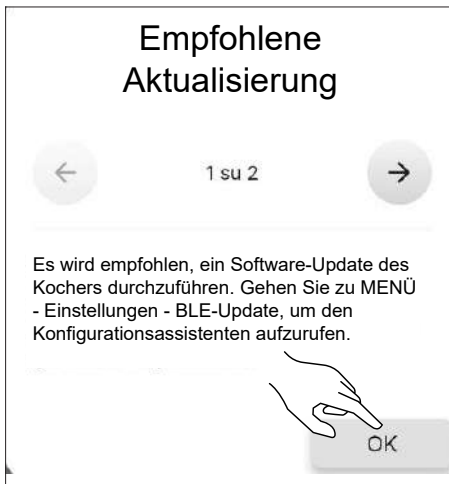 Empfohlene
Aktualisierung
1 su 2
Es wird empfohlen, ein Software-Update des
Kochers durchzuführen. Gehen Sie zu MENÜ
- Einstellungen - BLE-Update, um den
Konfigurationsassistenten aufzurufen.
OK